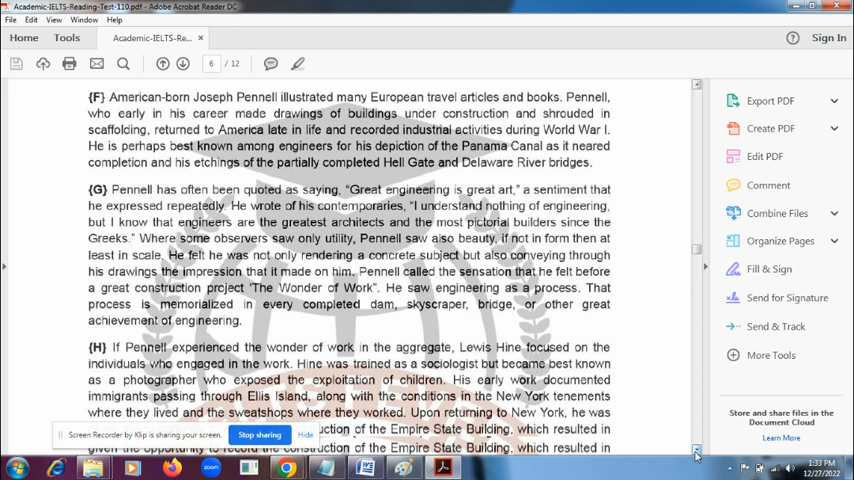 Academic-IELTS-Reading-Test-110.pdf - Adobe Acrobat Reader DC
File Edit View Window Help
Home Tools Academic-IELTS-Re... × Sign In
6 / 12
{F} American-born Joseph Pennell illustrated many European travel articles and books. Pennell,
who early in his career made drawings of buildings under construction and shrouded in
scaffolding, returned to America late in life and recorded industrial activities during World War I.
He is perhaps best known among engineers for his depiction of the Panama Canal as it neared
completion and his etchings of the partially completed Hell Gate and Delaware River bridges.
{G} Pennell has often been quoted as saying, “Great engineering is great art,” a sentiment that
he expressed repeatedly. He wrote of his contemporaries, “I understand nothing of engineering,
but I know that engineers are the greatest architects and the most pictorial builders since the
Greeks.” Where some observers saw only utility, Pennell saw also beauty, if not in form then at
least in scale. He felt he was not only rendering a concrete subject but also conveying through
his drawings the impression that it made on him. Pennell called the sensation that he felt before
a great construction project ‘The Wonder of Work”. He saw engineering as a process. That
process is memorialized in every completed dam, skyscraper, bridge, or other great
achievement of engineering.
{H} If Pennell experienced the wonder of work in the aggregate, Lewis Hine focused on the
individuals who engaged in the work. Hine was trained as a sociologist but became best known
as a photographer who exposed the exploitation of children. His early work documented
immigrants passing through Ellis Island, along with the conditions in the New York tenements
where they lived and the sweatshops where they worked. Upon returning to New York, he was
uction of the Empire State Building, which resulted in
given the opportunity to record the construction of the Empire State Building, which resulted in
Screen Recorder by Klip is sharing your screen. Stop sharing Hide
Export PDF
Create PDF
Edit PDF
Comment
Combine Files
Organize Pages
Fill & Sign
Send for Signature
Send & Track
More Tools
Store and share files in the
Document Cloud
Learn More
zoom
1:33 PM
12/27/2022